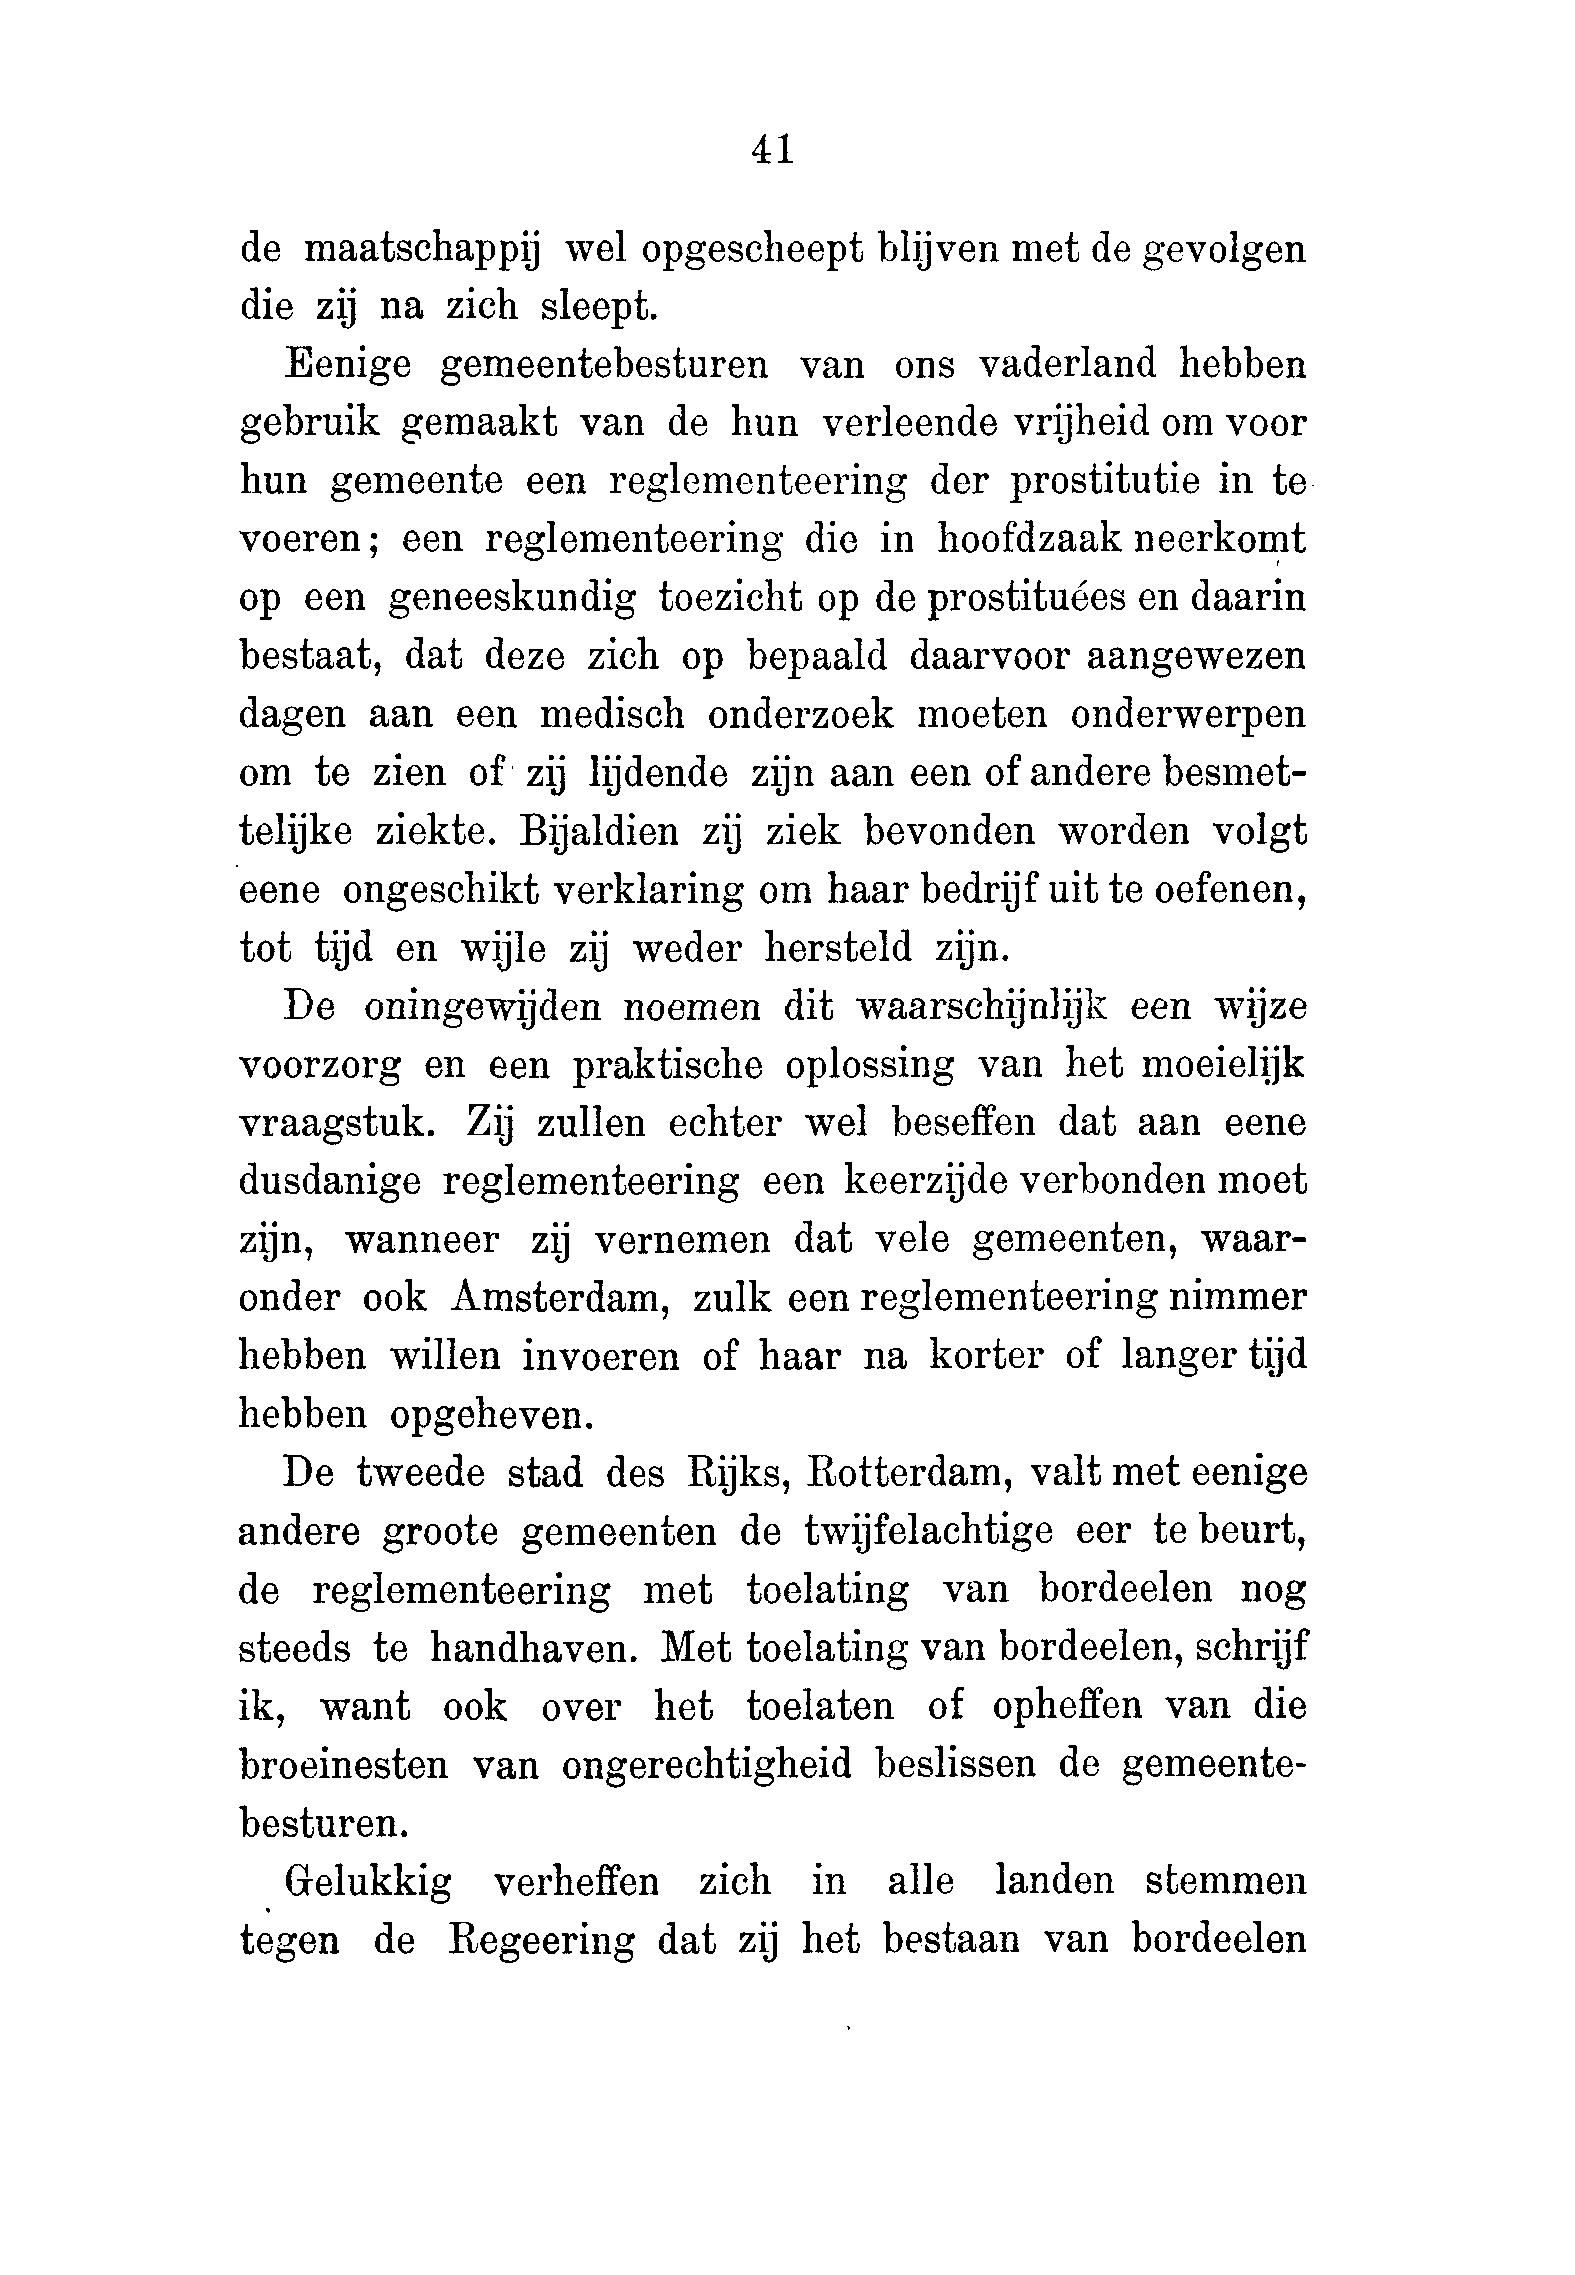 41
de maatschappij wel opgescheept blijven met de gevolgen
die zij na zich sleept.
Eenige gemeentebesturen van ons vaderland hebben
gebruik gemaakt van de hun verleende vrijheid om voor
hun gemeente een reglementeering der prostitutie in te
voeren; een reglementeering die in hoofdzaak neerkomt
op een geneeskundig toezicht op de prostituées en daarin
bestaat, dat deze zich op bepaald daarvoor aangewezen
dagen aan een medisch onderzoek moeten onderwerpen
om te zien of zij lijdende zijn aan een of andere besmet-
telijke ziekte. Bijaldien zij ziek bevonden worden volgt
eene ongeschikt verklaring om haar bedrijf uit te oefenen,
tot tijd en wijle zij weder hersteld zijn.
De oningewijden noemen dit waarschijnlijk een wijze
voorzorg en een praktische oplossing van het moeielijk
vraagstuk. Zij zullen echter wel beseffen dat aan eene
dusdanige reglementeering een keerzijde verbonden moet
zijn, wanneer zij vernemen dat vele gemeenten, waar-
onder ook Amsterdam, zulk een reglementeering nimmer
hebben willen invoeren of haar na korter of langer tijd
hebben opgeheven.
De tweede stad des Rijks, Rotterdam, valt met eenige
andere groote gemeenten de twijfelachtige eer te beurt,
de reglementeering met toelating van bordeelen nog
steeds te handhaven. Met toelating van bordeelen, schrijf
ik, want ook over het toelaten of opheffen van die
broeinesten van ongerechtigheid beslissen de gemeente-
besturen.
Gelukkig verheffen zich in alle landen stemmen
tegen de Regeering dat zij het bestaan van bordeelen